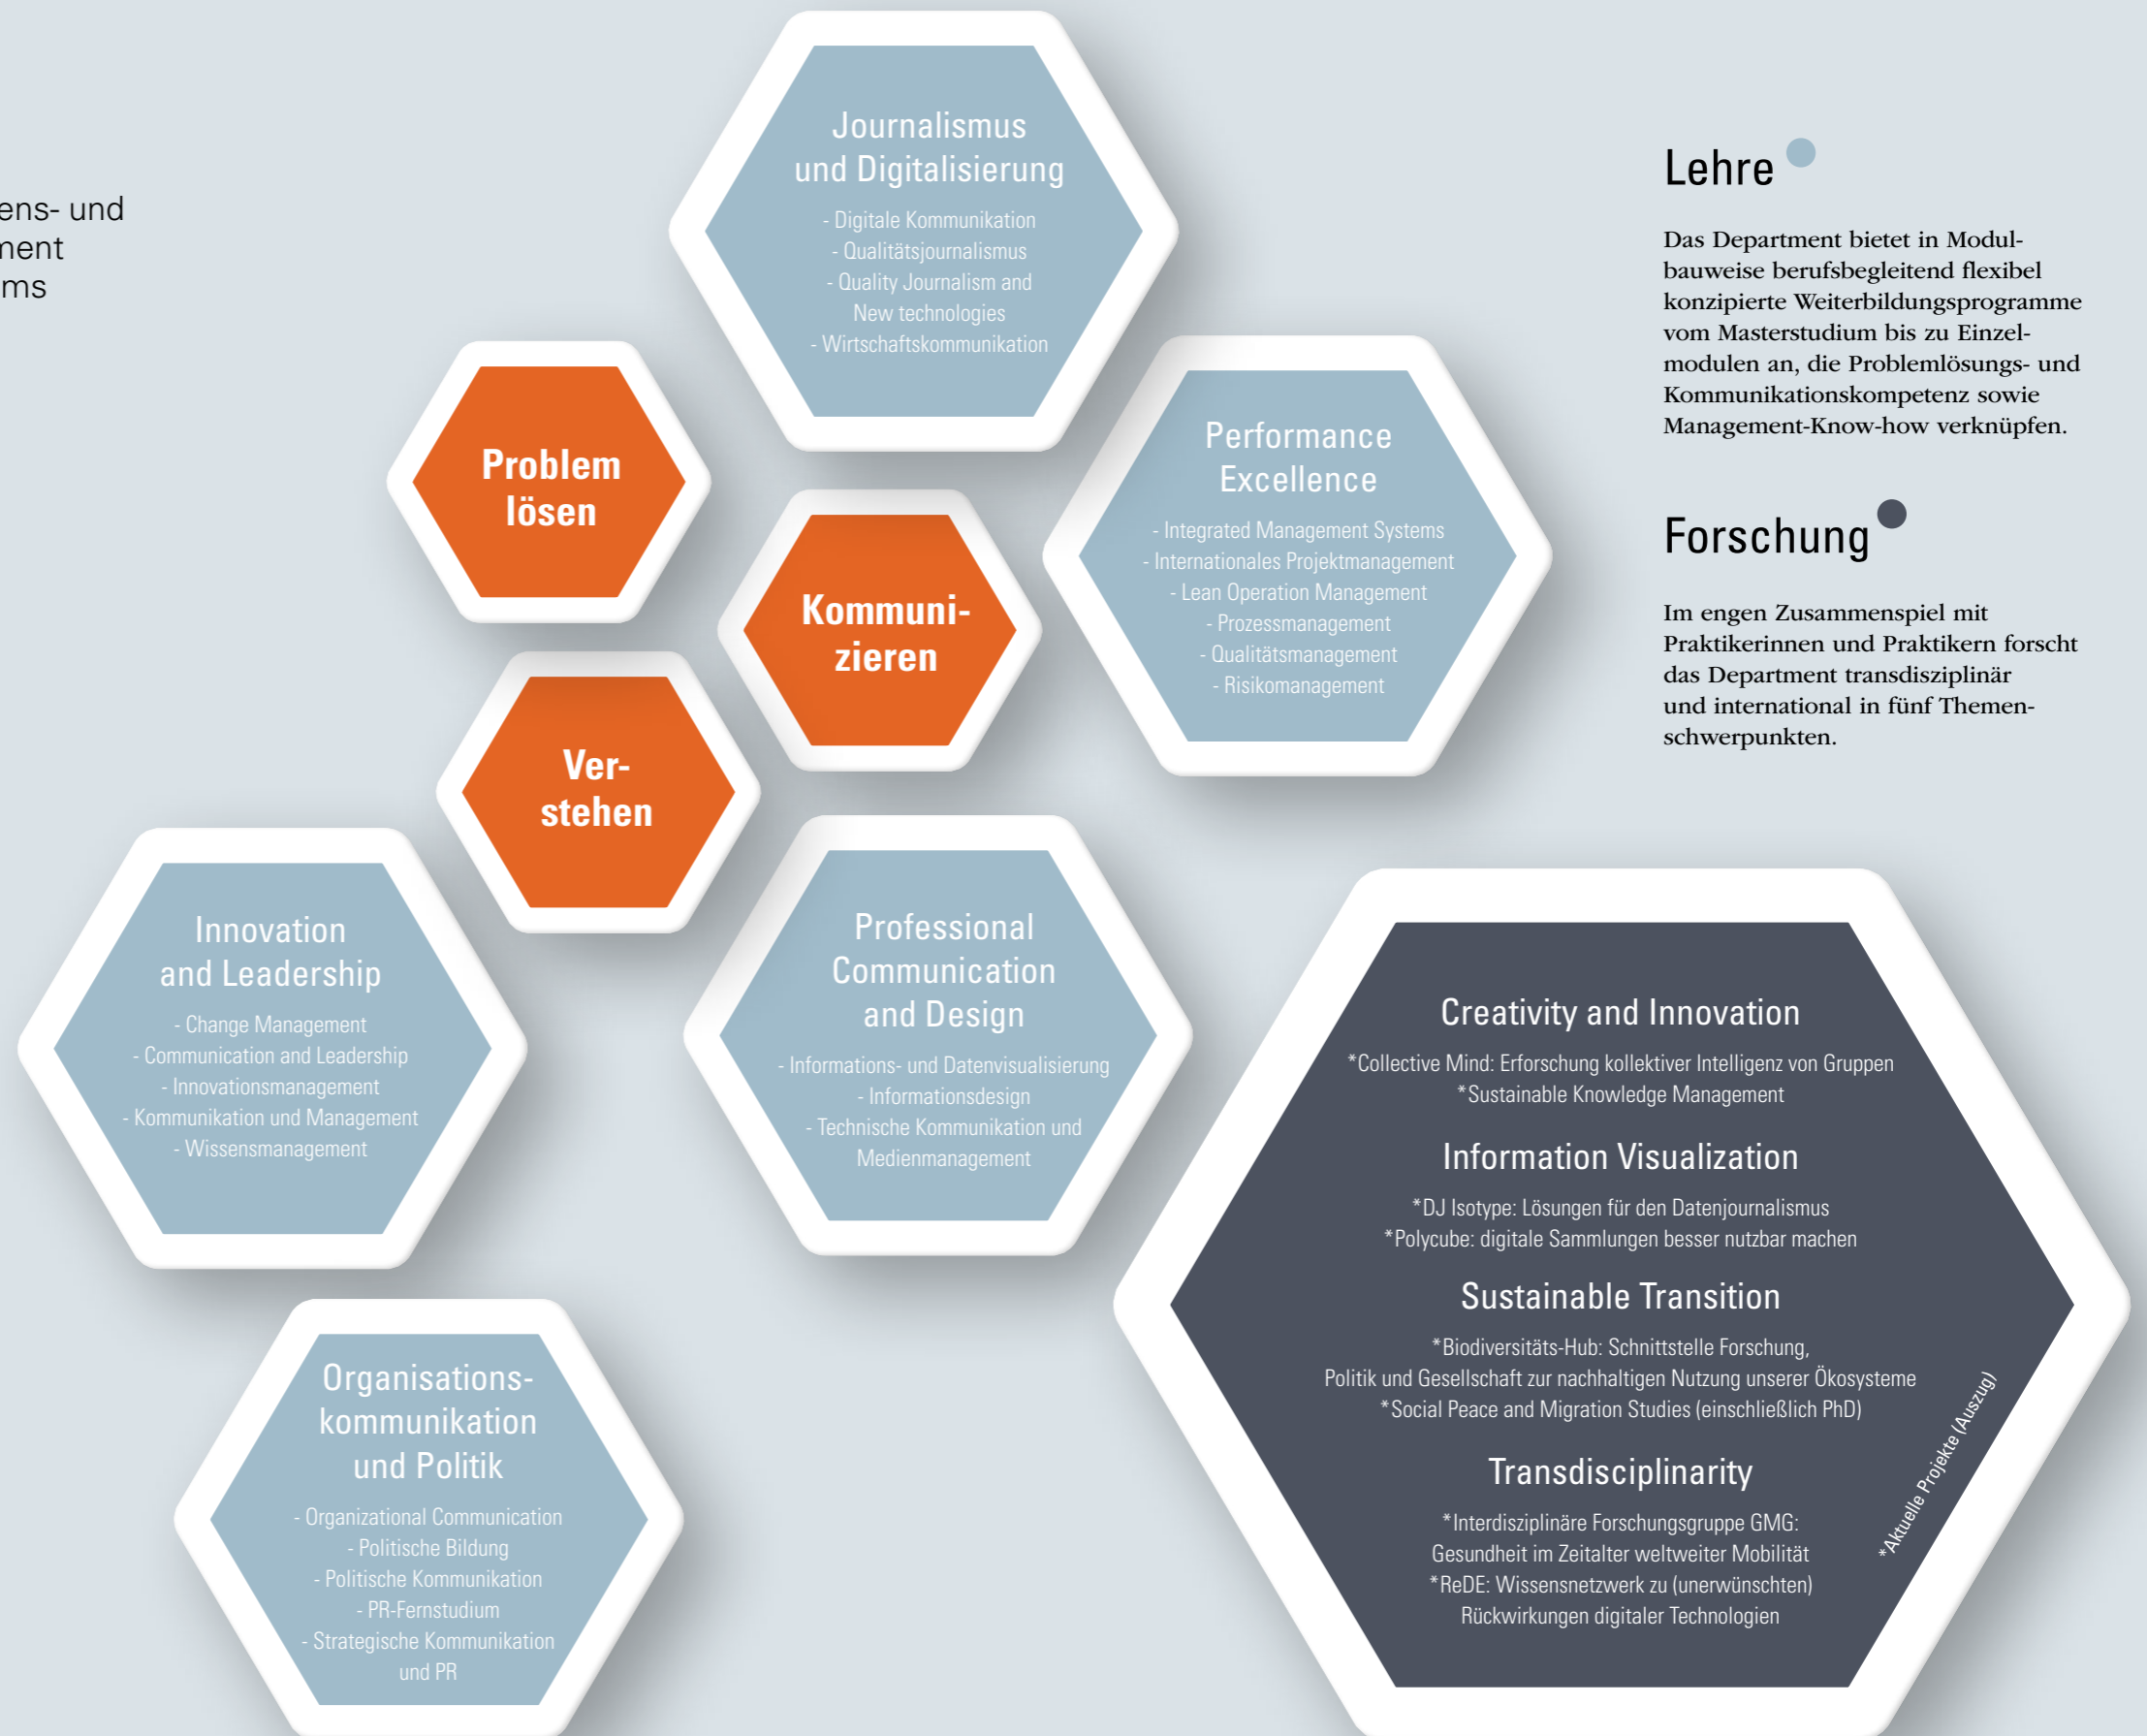 ens- und
ment
ms
Journalismus
und Digitalisierung
- Digitale Kommunikation
- Qualitätsjournalismus
- Quality Journalism and
New technologies
- Wirtschaftskommunikation
Lehre
Das Department bietet in Modul-
bauweise berufsbegleitend flexibel
konzipierte Weiterbildungsprogramme
vom Masterstudium bis zu Einzel-
modulen an, die Problemlösungs- und
Kommunikationskompetenz sowie
Management-Know-how verknüpfen.
Forschung
Im engen Zusammenspiel mit
Praktikerinnen und Praktikern forscht
das Department transdisziplinär
und international in fünf Themen-
schwerpunkten.
Problem
lösen
Kommuni-
zieren
Ver-
stehen
Performance
Excellence
- Integrated Management Systems
- Internationales Projektmanagement
- Lean Operation Management
- Prozessmanagement
- Qualitätsmanagement
- Risikomanagement
Innovation
and Leadership
- Change Management
- Communication and Leadership
- Innovationsmanagement
- Kommunikation und Management
- Wissensmanagement
Professional
Communication
and Design
- Informations- und Datenvisualisierung
- Informationsdesign
- Technische Kommunikation und
Medienmanagement
Organisations-
kommunikation
und Politik
- Organizational Communication
- Politische Bildung
- Politische Kommunikation
- PR-Fernstudium
- Strategische Kommunikation
und PR
Creativity and Innovation
*Collective Mind: Erforschung kollektiver Intelligenz von Gruppen
*Sustainable Knowledge Management
Information Visualization
*DJ Isotype: Lösungen für den Datenjournalismus
*Polycube: digitale Sammlungen besser nutzbar machen
Sustainable Transition
*Biodiversitäts-Hub: Schnittstelle Forschung,
Politik und Gesellschaft zur nachhaltigen Nutzung unserer Ökosysteme
*Social Peace and Migration Studies (einschließlich PhD)
Transdisciplinarity
*Interdisziplinäre Forschungsgruppe GMG:
Gesundheit im Zeitalter weltweiter Mobilität
*ReDE: Wissensnetzwerk zu (unerwünschten)
Rückwirkungen digitaler Technologien
*Aktuelle Projekte (Auszug)